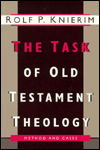 ROLF P. KNIERIM
THE TASK
OF OLD
TESTAMENT
THEOLOGY
METHOD AND CASES